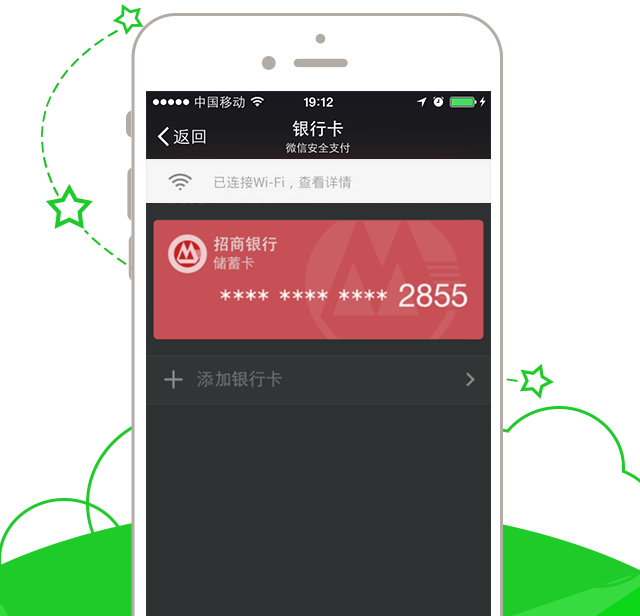 中国移动 19:12
返回 银行卡
微信安全支付
已连接Wi-Fi，查看详情
招商银行
储蓄卡
**** **** **** 2855
添加银行卡